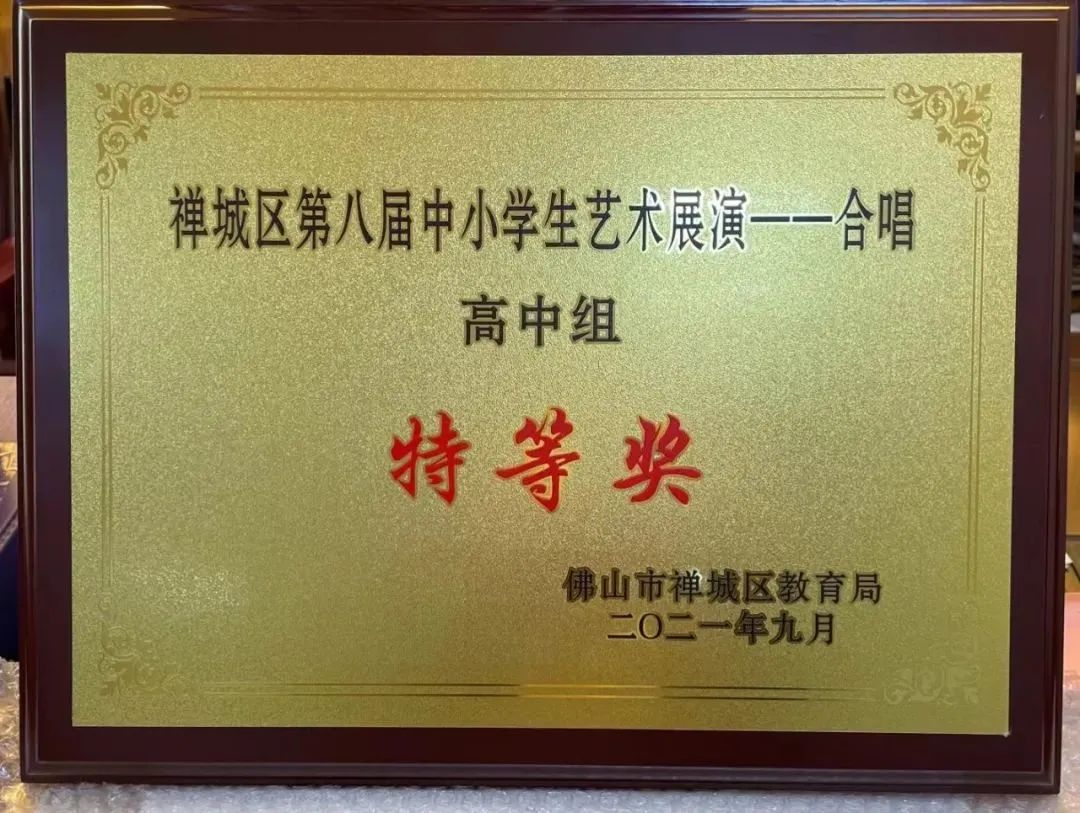 禅城区第八届中小学生艺术展演——合唱
高中组
特等奖
佛山市禅城区教育局
二〇二一年九月